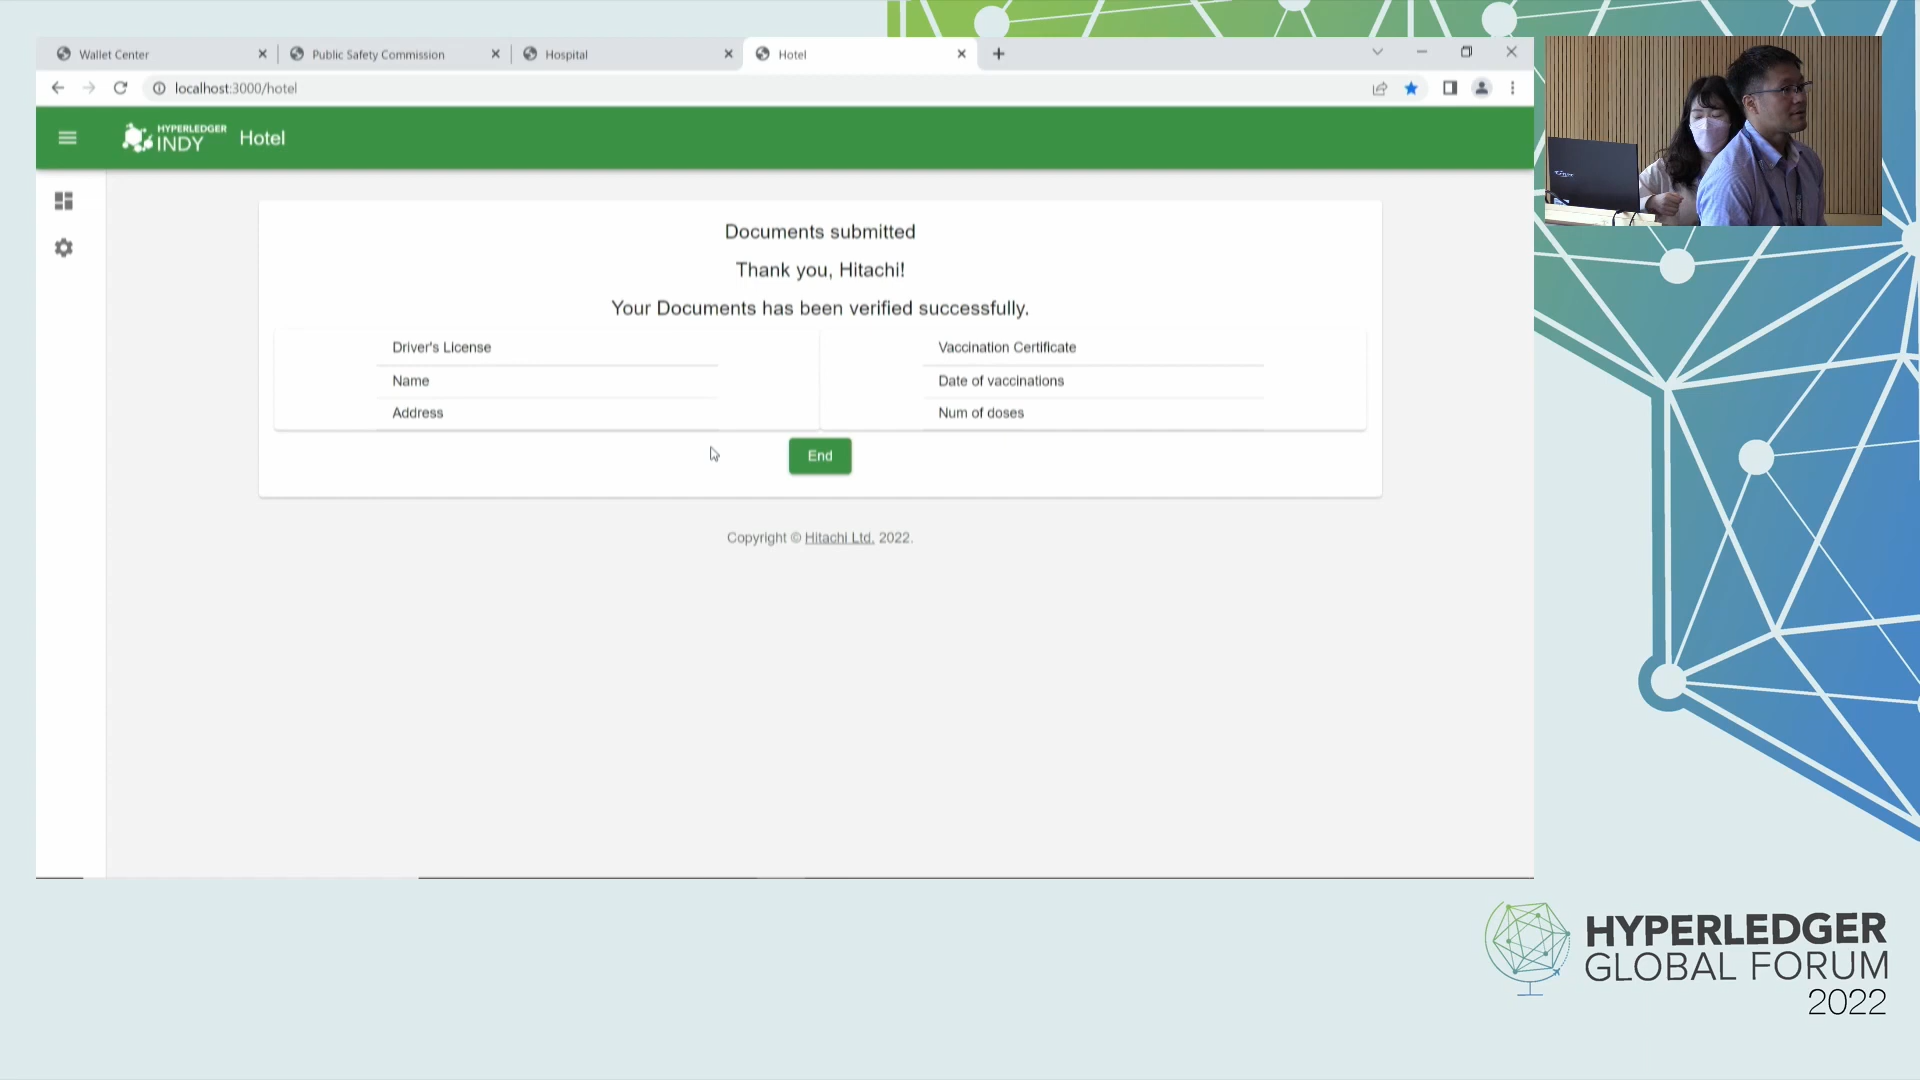 Wallet Center
Public Safety Commission
Hospital
Hotel
localhost:3000/hotel
HYPERLEDGER
INDY
Hotel
Documents submitted
Thank you, Hitachi!
Your Documents has been verified successfully.
Driver's License
Name
Address
Vaccination Certificate
Date of vaccinations
Num of doses
End
Copyright © Hitachi Ltd. 2022.
HYPERLEDGER
GLOBAL FORUM
2022